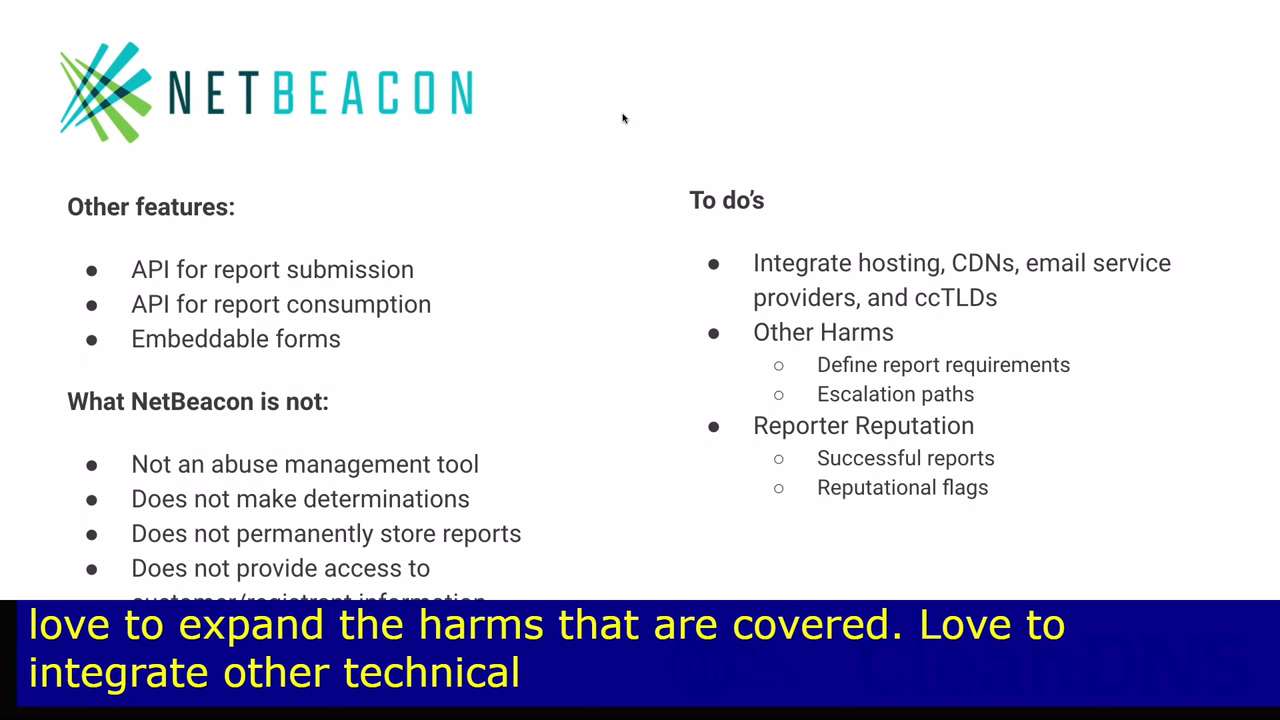 NETBEACON
Other features:
● API for report submission
● API for report consumption
● Embeddable forms
What NetBeacon is not:
● Not an abuse management tool
● Does not make determinations
● Does not permanently store reports
● Does not provide access to
customer/registrant information
To do's
● Integrate hosting, CDNs, email service
providers, and ccTLDs
● Other Harms
○ Define report requirements
○ Escalation paths
● Reporter Reputation
○ Successful reports
○ Reputational flags
love to expand the harms that are covered. Love to
integrate other technical
CleanDNS